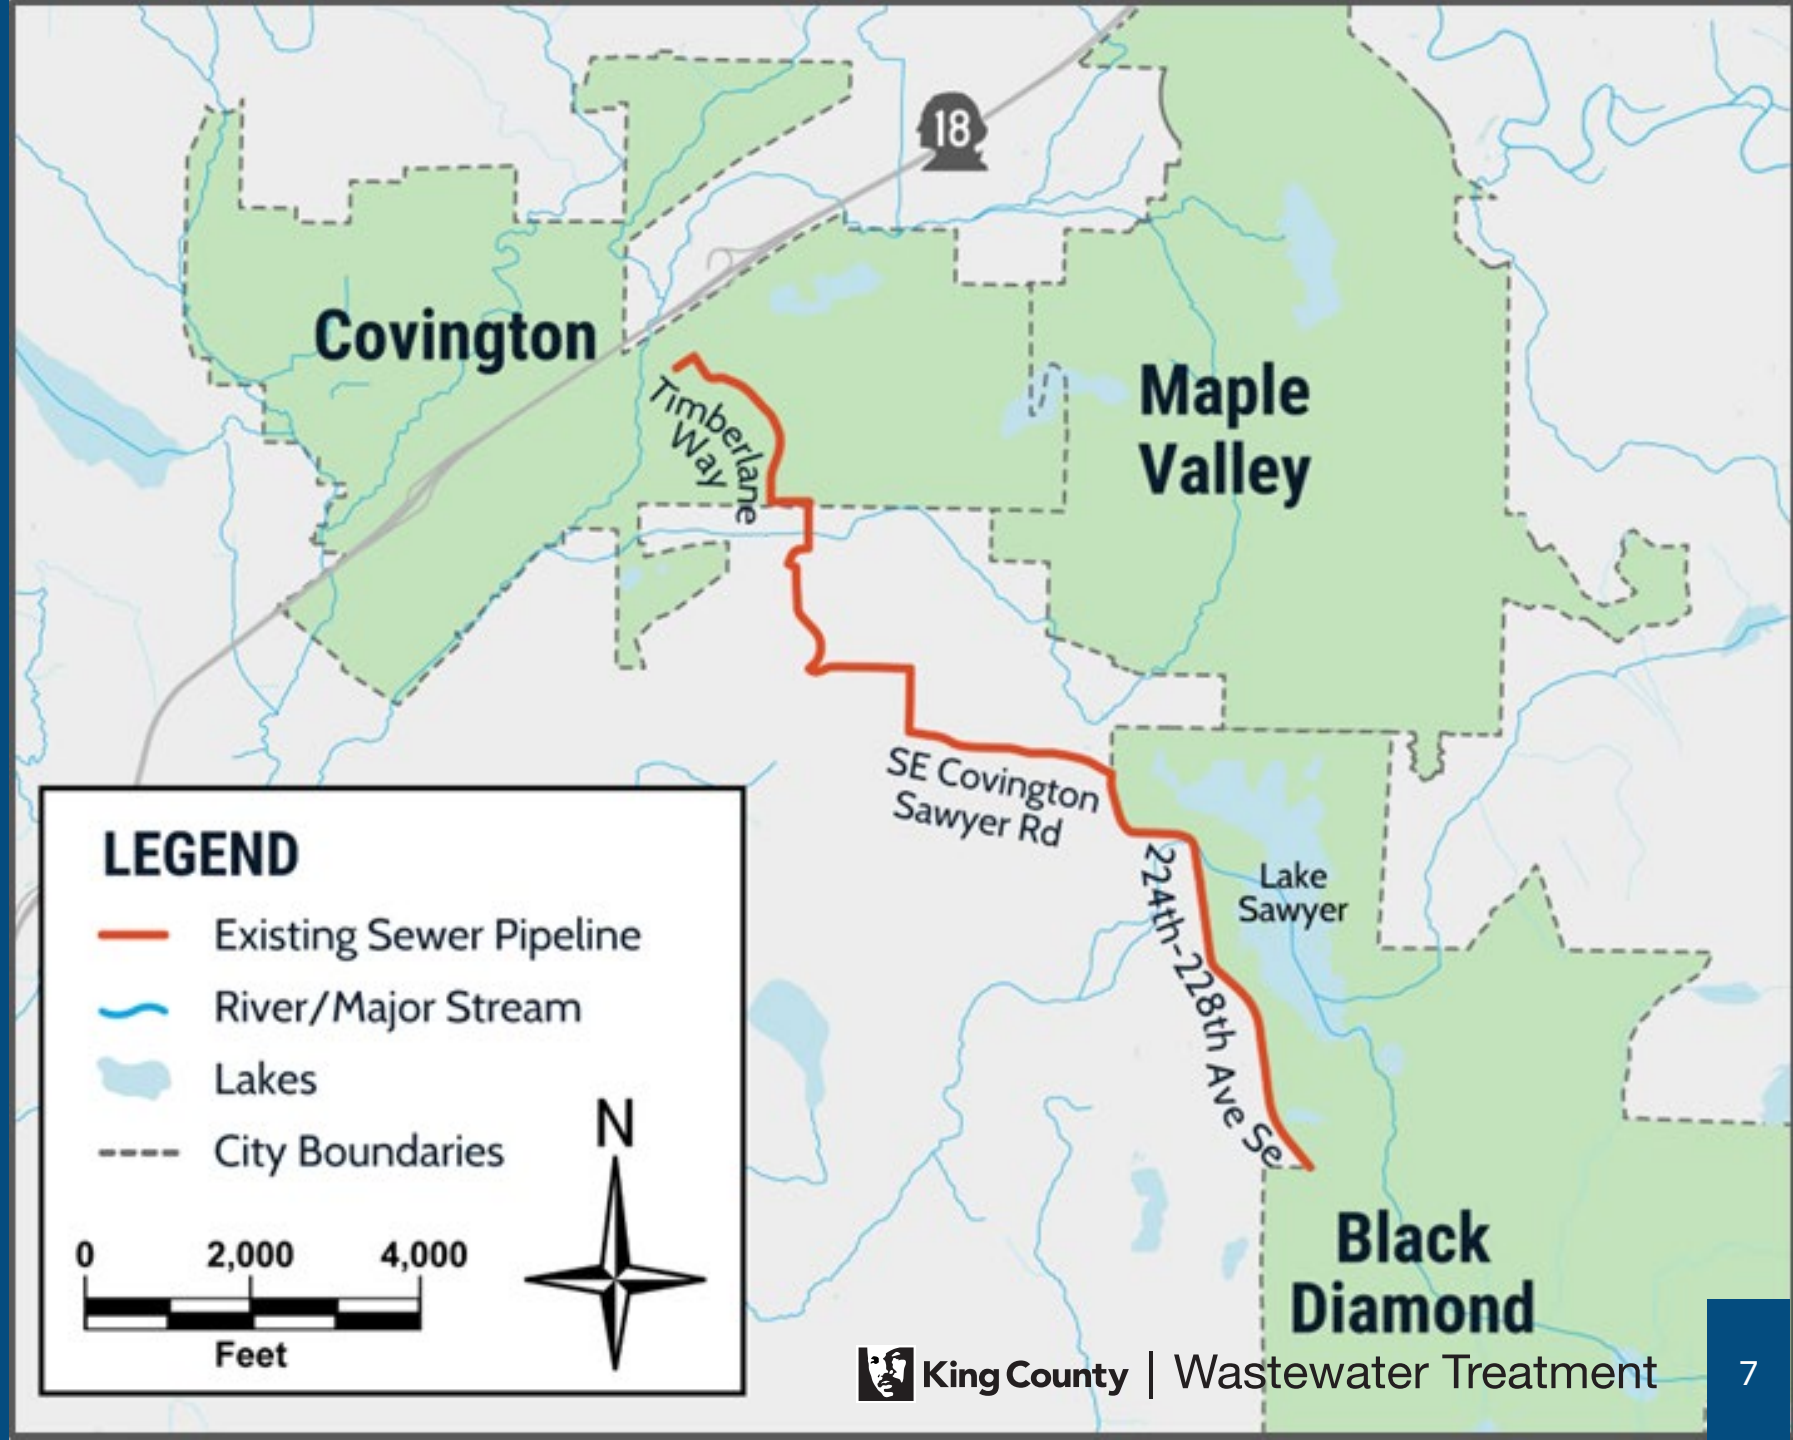 18
Covington
Maple
Valley
Timberlane
Way
SE Covington
Sawyer Rd
Lake
Sawyer
224th-228th Ave Se
LEGEND
Existing Sewer Pipeline
River/Major Stream
Lakes
City Boundaries
N
0 2,000 4,000
Feet
Black
Diamond
King County | Wastewater Treatment
7